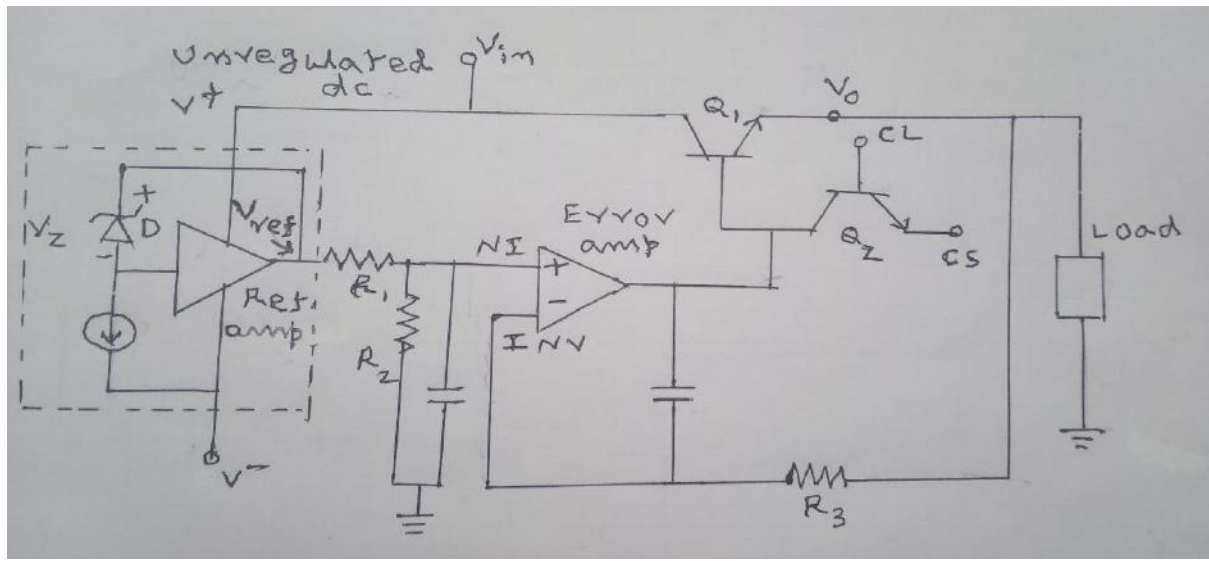 Unregulated
dc
Vin
V+
Q1
V0
CL
Vz
+
D
-
Vref
Ref.
amp
R1
R2
NI
Error
amp
+
-
INV
Q2
CS
Load
V-
R3